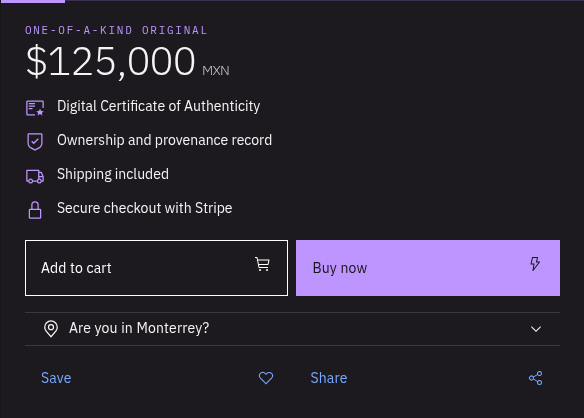 ONE-OF-A-KIND ORIGINAL
$125,000 MXN
Digital Certificate of Authenticity
Ownership and provenance record
Shipping included
Secure checkout with Stripe
Add to cart
Buy now
Are you in Monterrey?
Save
Share